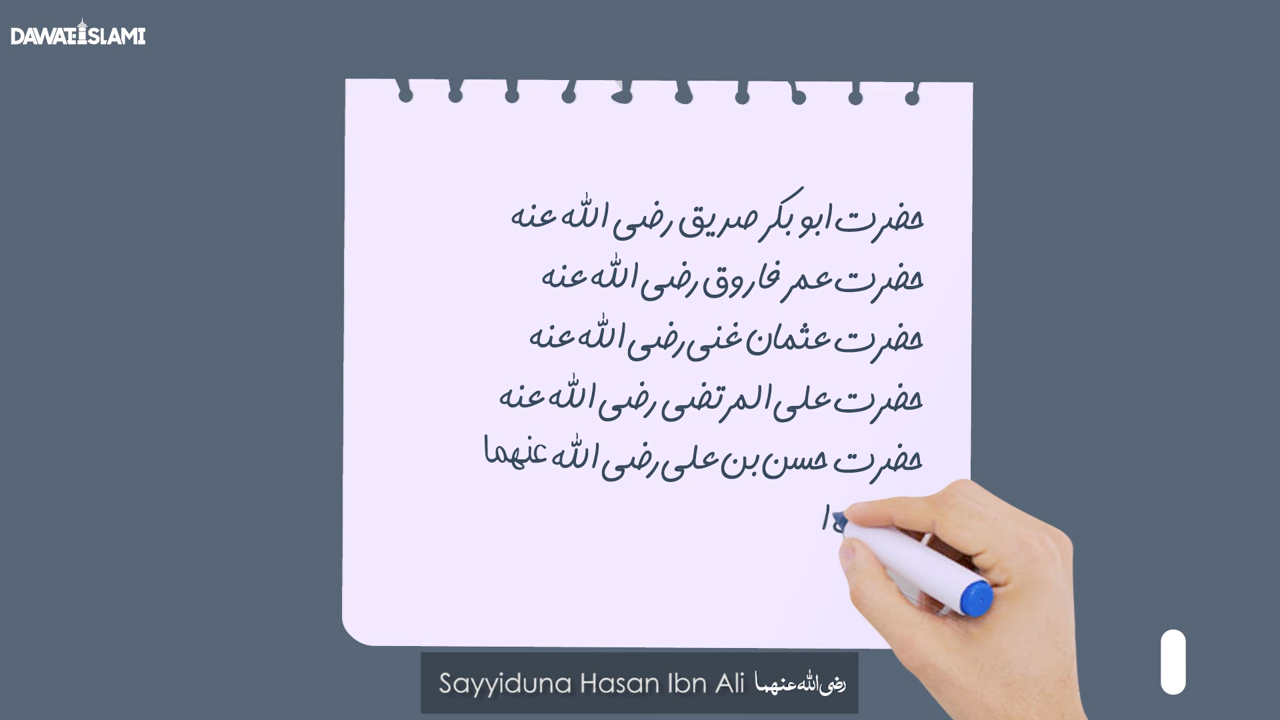 DAWATEISLAMI
حضرت ابو بکر صدیق رضی اللہ عنہ
حضرت عمر فاروق رضی اللہ عنہ
حضرت عثمان غنی رضی اللہ عنہ
حضرت علی المرتضی رضی اللہ عنہ
حضرت حسن بن علی رضی اللہ عنہما
Sayyiduna Hasan Ibn Ali رضی اللہ عنہما